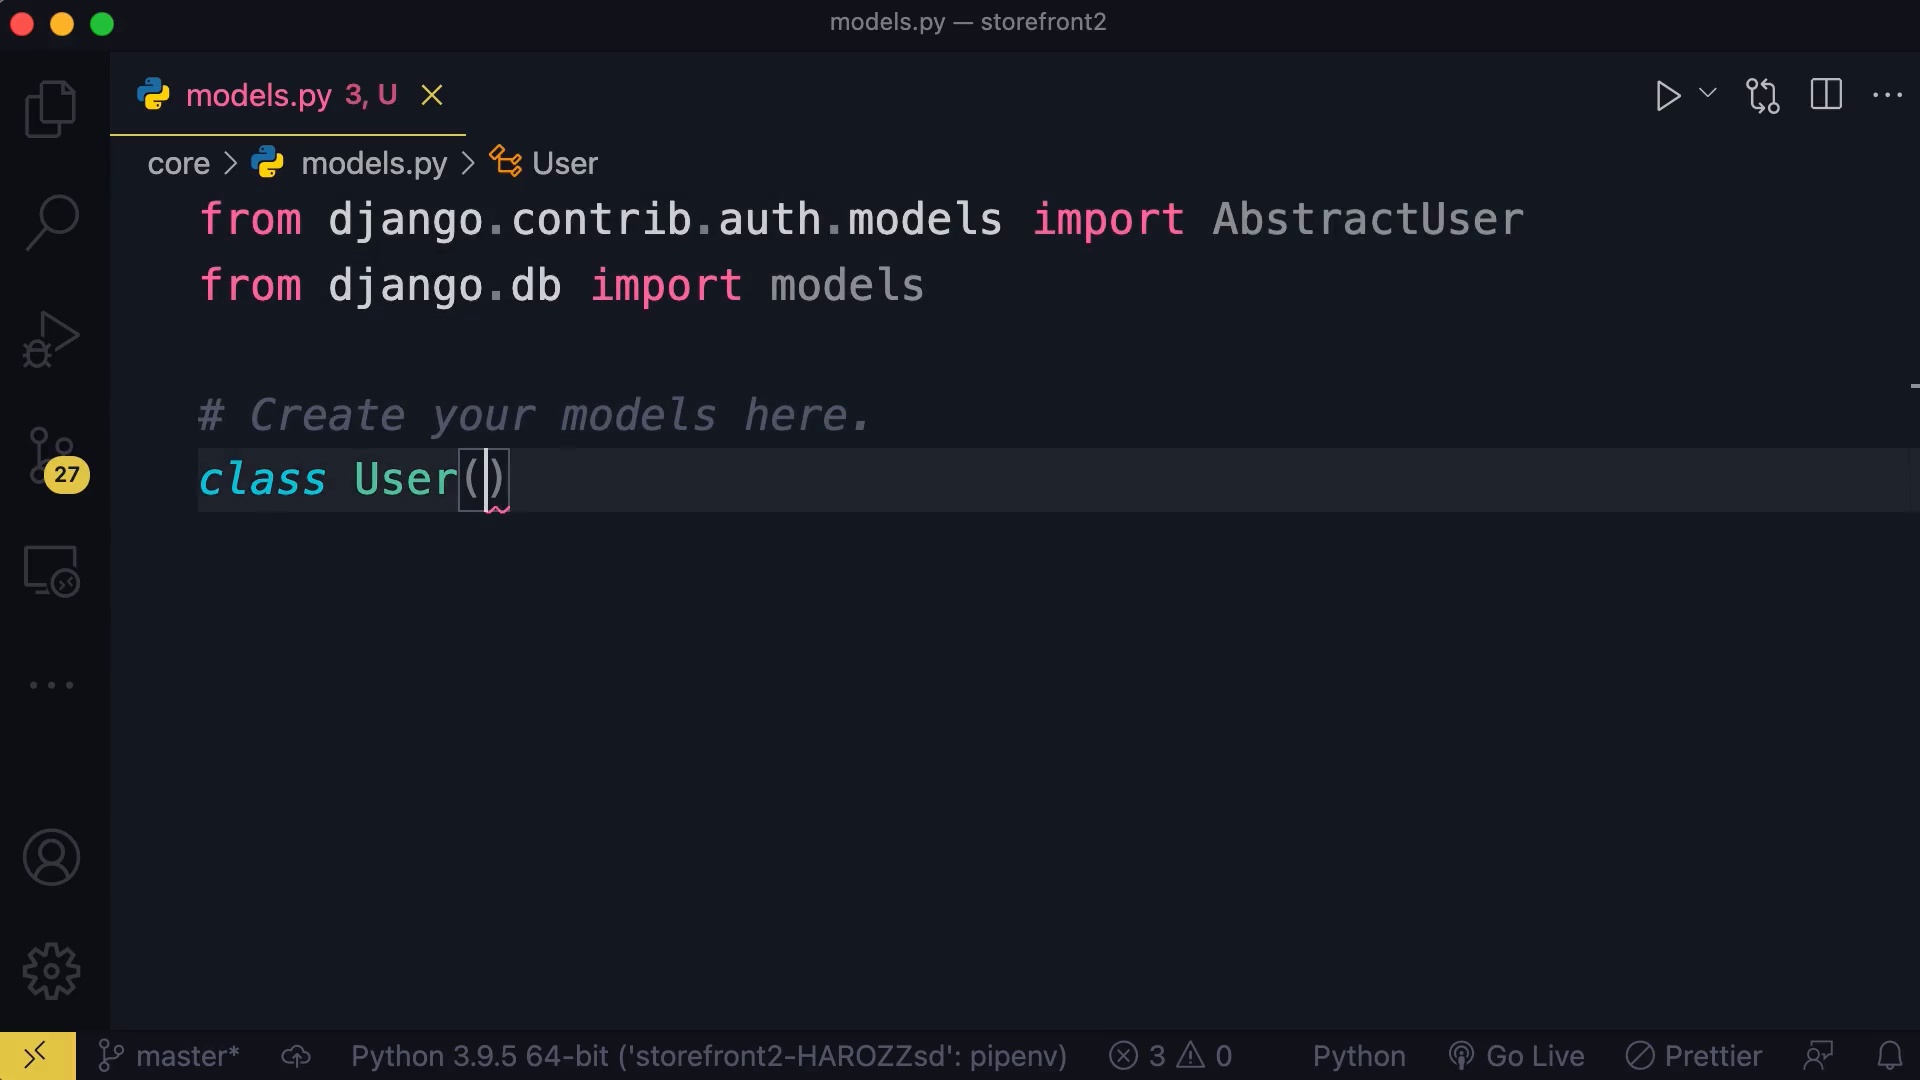 models.py — storefront2
models.py 3, U
core > models.py > User
from django.contrib.auth.models import AbstractUser
from django.db import models
# Create your models here.
class User()
27
master* Python 3.9.5 64-bit ('storefront2-HAROZZsd': pipenv) 3 0 Python Go Live Prettier